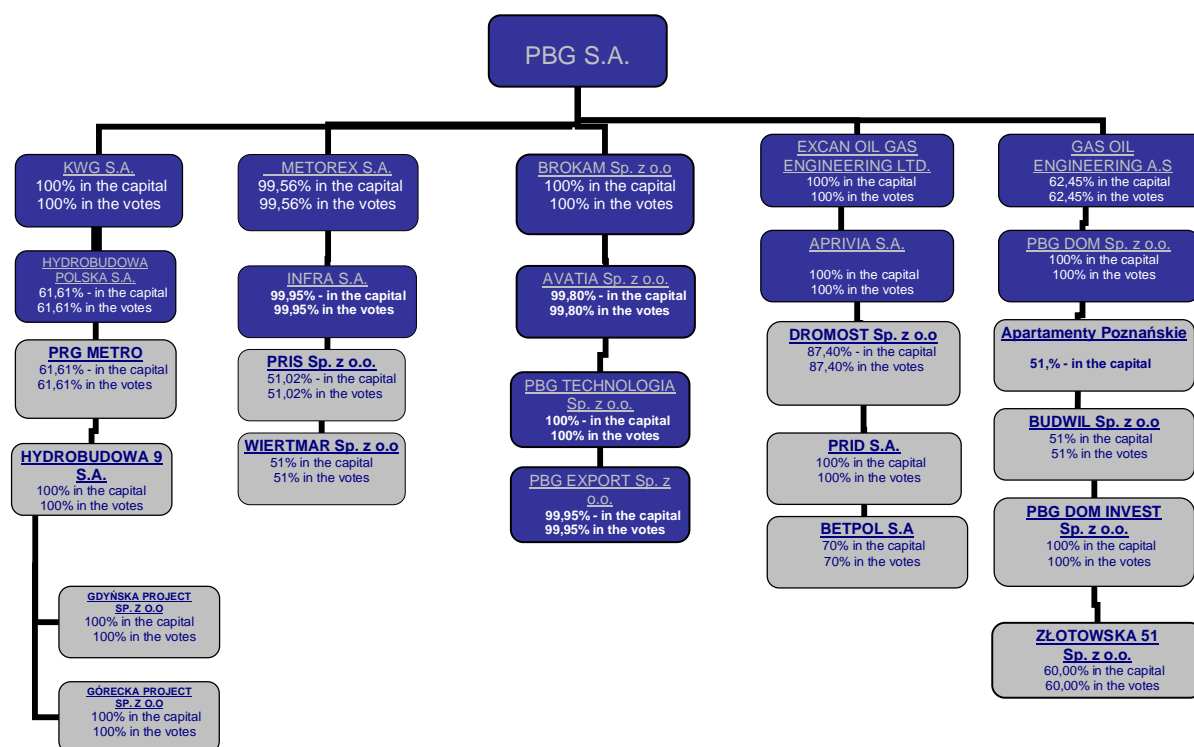 PBG S.A.
KWG S.A.
100% in the capital
100% in the votes
METOREX S.A.
99,56% in the capital
99,56% in the votes
BROKAM Sp. z o.o
100% in the capital
100% in the votes
EXCAN OIL GAS
ENGINEERING LTD.
100% in the capital
100% in the votes
GAS OIL
ENGINEERING A.S
62,45% in the capital
62,45% in the votes
HYDROBUDOWA
POLSKA S.A.
61,61% - in the capital
61,61% in the votes
INFRA S.A.
99,95% - in the capital
99,95% in the votes
AVATIA Sp. z o.o.
99,80% - in the capital
99,80% in the votes
APRIVIA S.A.
100% in the capital
100% in the votes
PBG DOM Sp. z o.o.
100% in the capital
100% in the votes
PRG METRO
61,61% - in the capital
61,61% in the votes
PRIS Sp. z o.o.
51,02% - in the capital
51,02% in the votes
PBG TECHNOLOGIA
Sp. z o.o.
100% - in the capital
100% in the votes
DROMOST Sp. z o.o
87,40% - in the capital
87,40% in the votes
Apartamenty Poznańskie
51,% - in the capital
HYDROBUDOWA 9
S.A.
100% in the capital
100% in the votes
WIERTMAR Sp. z o.o
51% in the capital
51% in the votes
PBG EXPORT Sp. z
o.o.
99,95% - in the capital
99,95% in the votes
PRID S.A.
100% in the capital
100% in the votes
BUDWIL Sp. z o.o
51% in the capital
51% in the votes
BETPOL S.A
70% in the capital
70% in the votes
PBG DOM INVEST
Sp. z o.o.
100% in the capital
100% in the votes
GDYŃSKA PROJECT
SP. Z O.O
100% in the capital
100% in the votes
ZŁOTOWSKA 51
Sp. z o.o.
60,00% in the capital
60,00% in the votes
GÓRECKA PROJECT
SP. Z O.O
100% in the capital
100% in the votes